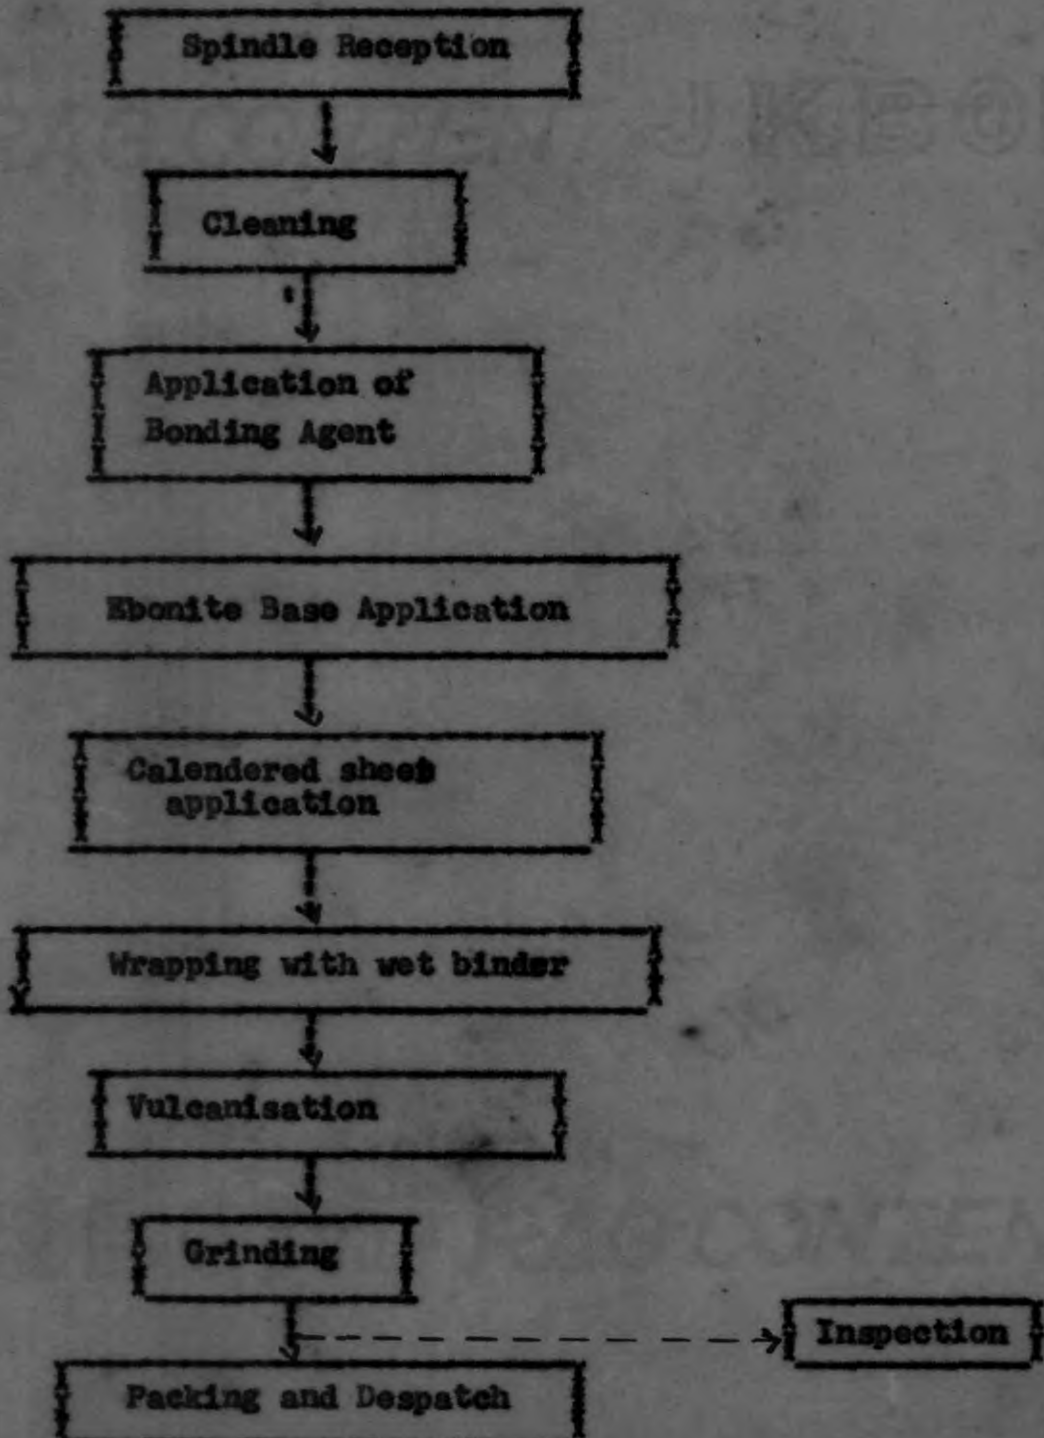 Spindle Reception
Cleaning
Application of
Bonding Agent
Ebonite Base Application
Calendered sheet
application
Wrapping with wet binder
Vulcanisation
Grinding
Inspection
Packing and Despatch